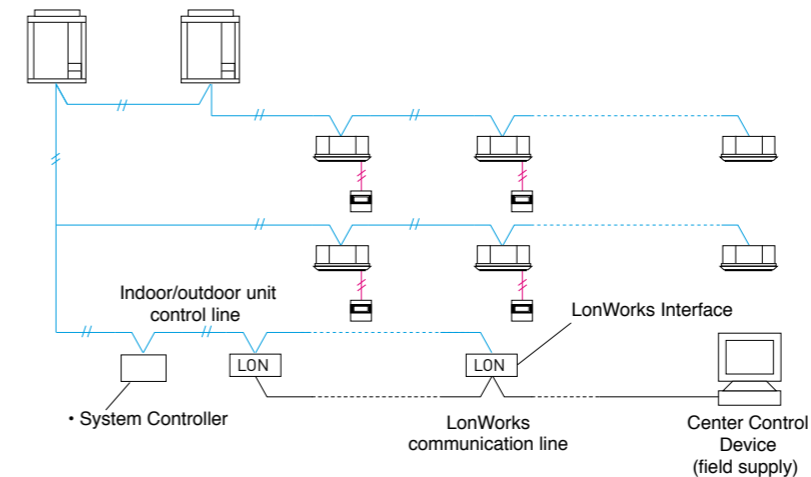 Indoor/outdoor unit
control line
LonWorks Interface
LON
LON
• System Controller
LonWorks
communication line
Center Control
Device
(field supply)